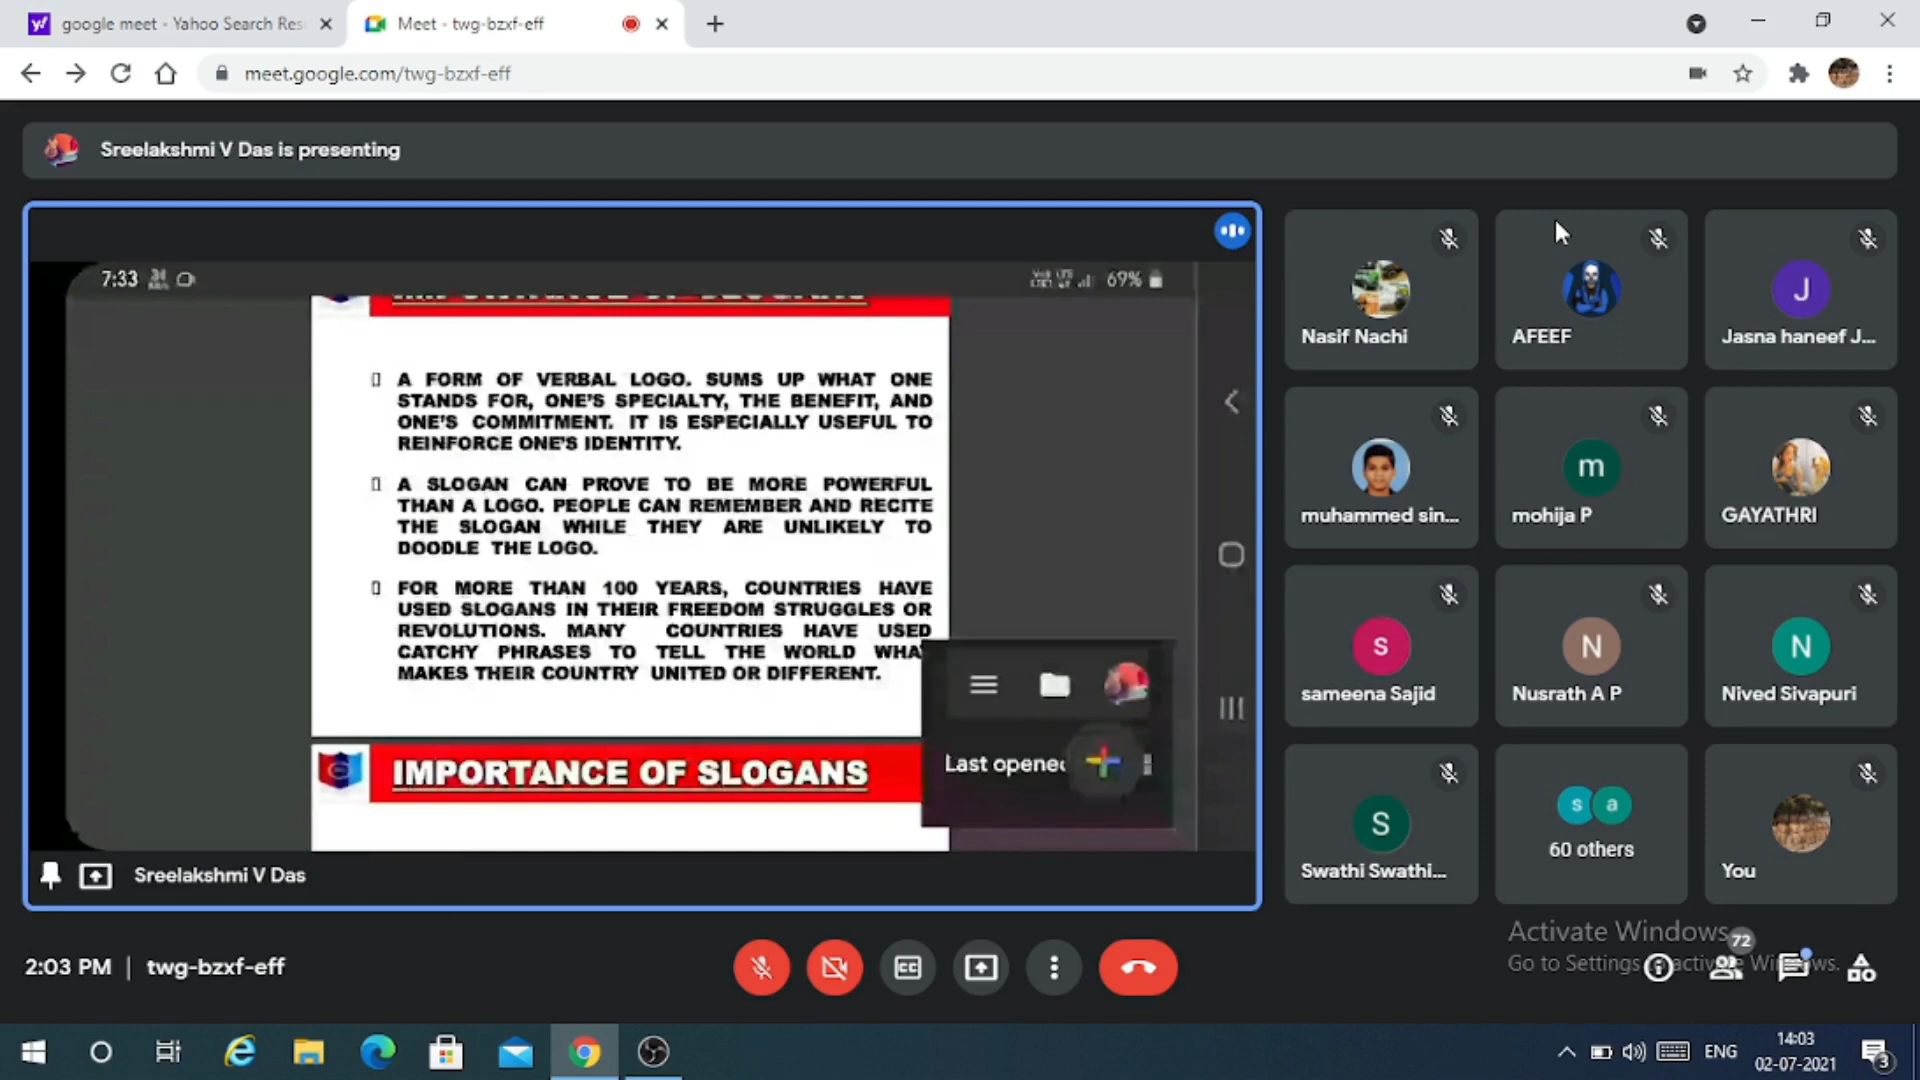 google meet - Yahoo Search Res
Meet - twg-bzxf-eff
meet.google.com/twg-bzxf-eff
Sreelakshmi V Das is presenting
7:33
69%
A FORM OF VERBAL LOGO. SUMS UP WHAT ONE
STANDS FOR, ONE'S SPECIALTY, THE BENEFIT, AND
ONE'S COMMITMENT. IT IS ESPECIALLY USEFUL TO
REINFORCE ONE'S IDENTITY.
A SLOGAN CAN PROVE TO BE MORE POWERFUL
THAN A LOGO. PEOPLE CAN REMEMBER AND RECITE
THE SLOGAN WHILE THEY ARE UNLIKELY TO
DOODLE THE LOGO.
FOR MORE THAN 100 YEARS, COUNTRIES HAVE
USED SLOGANS IN THEIR FREEDOM STRUGGLES OR
REVOLUTIONS. MANY COUNTRIES HAVE USED
CATCHY PHRASES TO TELL THE WORLD WHAT
MAKES THEIR COUNTRY UNITED OR DIFFERENT.
IMPORTANCE OF SLOGANS
Last opened
Sreelakshmi V Das
Nasif Nachi
AFEEF
J
Jasna haneef J...
muhammed sin...
m
mohija P
GAYATHRI
s
sameena Sajid
N
Nusrath A P
N
Nived Sivapuri
S
Swathi Swathi...
s a
60 others
You
2:03 PM | twg-bzxf-eff
CC
Activate Windows
72
Go to Settings to activate Windows.
ENG
14:03
02-07-2021
3